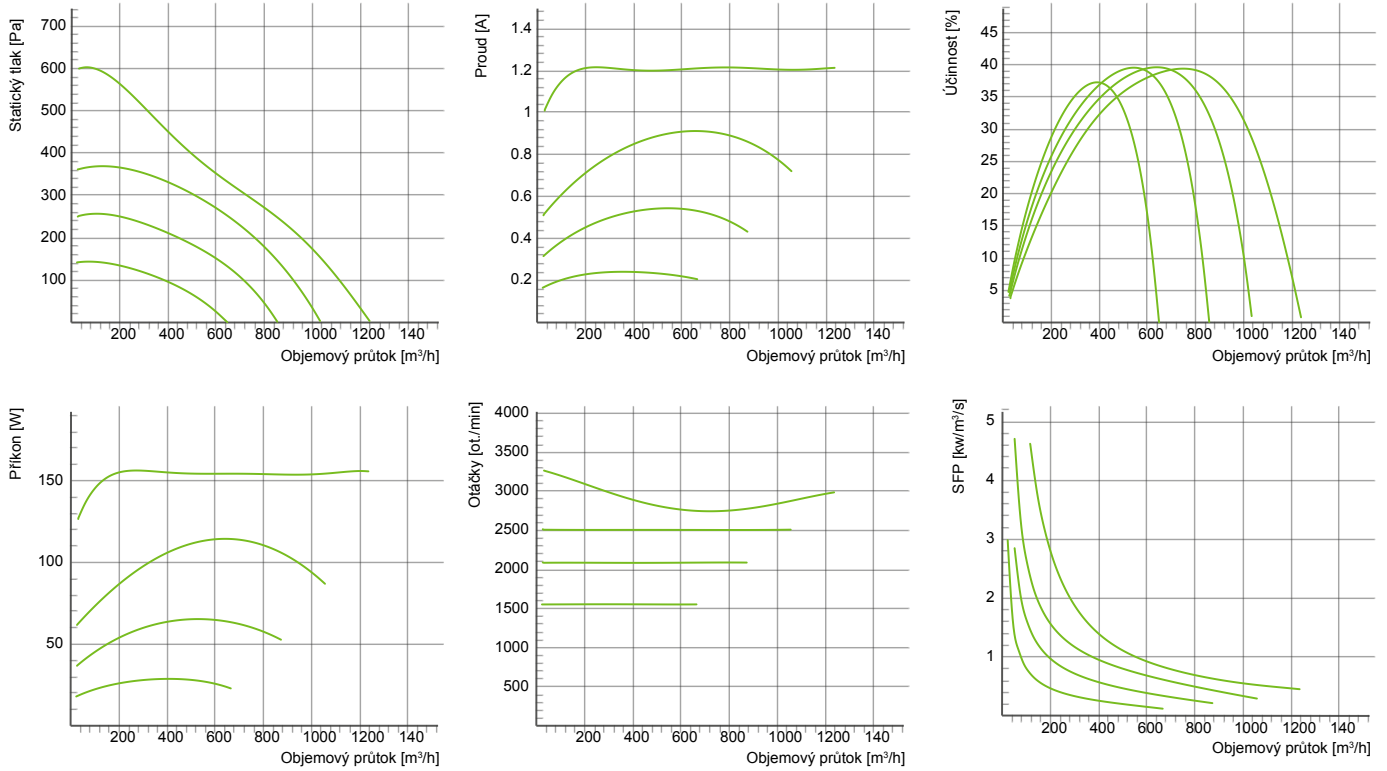 Statický tlak [Pa]
700
600
500
400
300
200
100
200 400 600 800 1000 1200 140
Objemový průtok [m³/h]
Proud [A]
1.4
1.2
1
0.8
0.6
0.4
0.2
200 400 600 800 1000 1200 140
Objemový průtok [m³/h]
Účinnost [%]
45
40
35
30
25
20
15
10
5
200 400 600 800 1000 1200 140
Objemový průtok [m³/h]
Příkon [W]
150
100
50
200 400 600 800 1000 1200 140
Objemový průtok [m³/h]
Otáčky [ot./min]
4000
3500
3000
2500
2000
1500
1000
500
200 400 600 800 1000 1200 140
Objemový průtok [m³/h]
SFP [kw/m³/s]
5
4
3
2
1
200 400 600 800 1000 1200 140
Objemový průtok [m³/h]